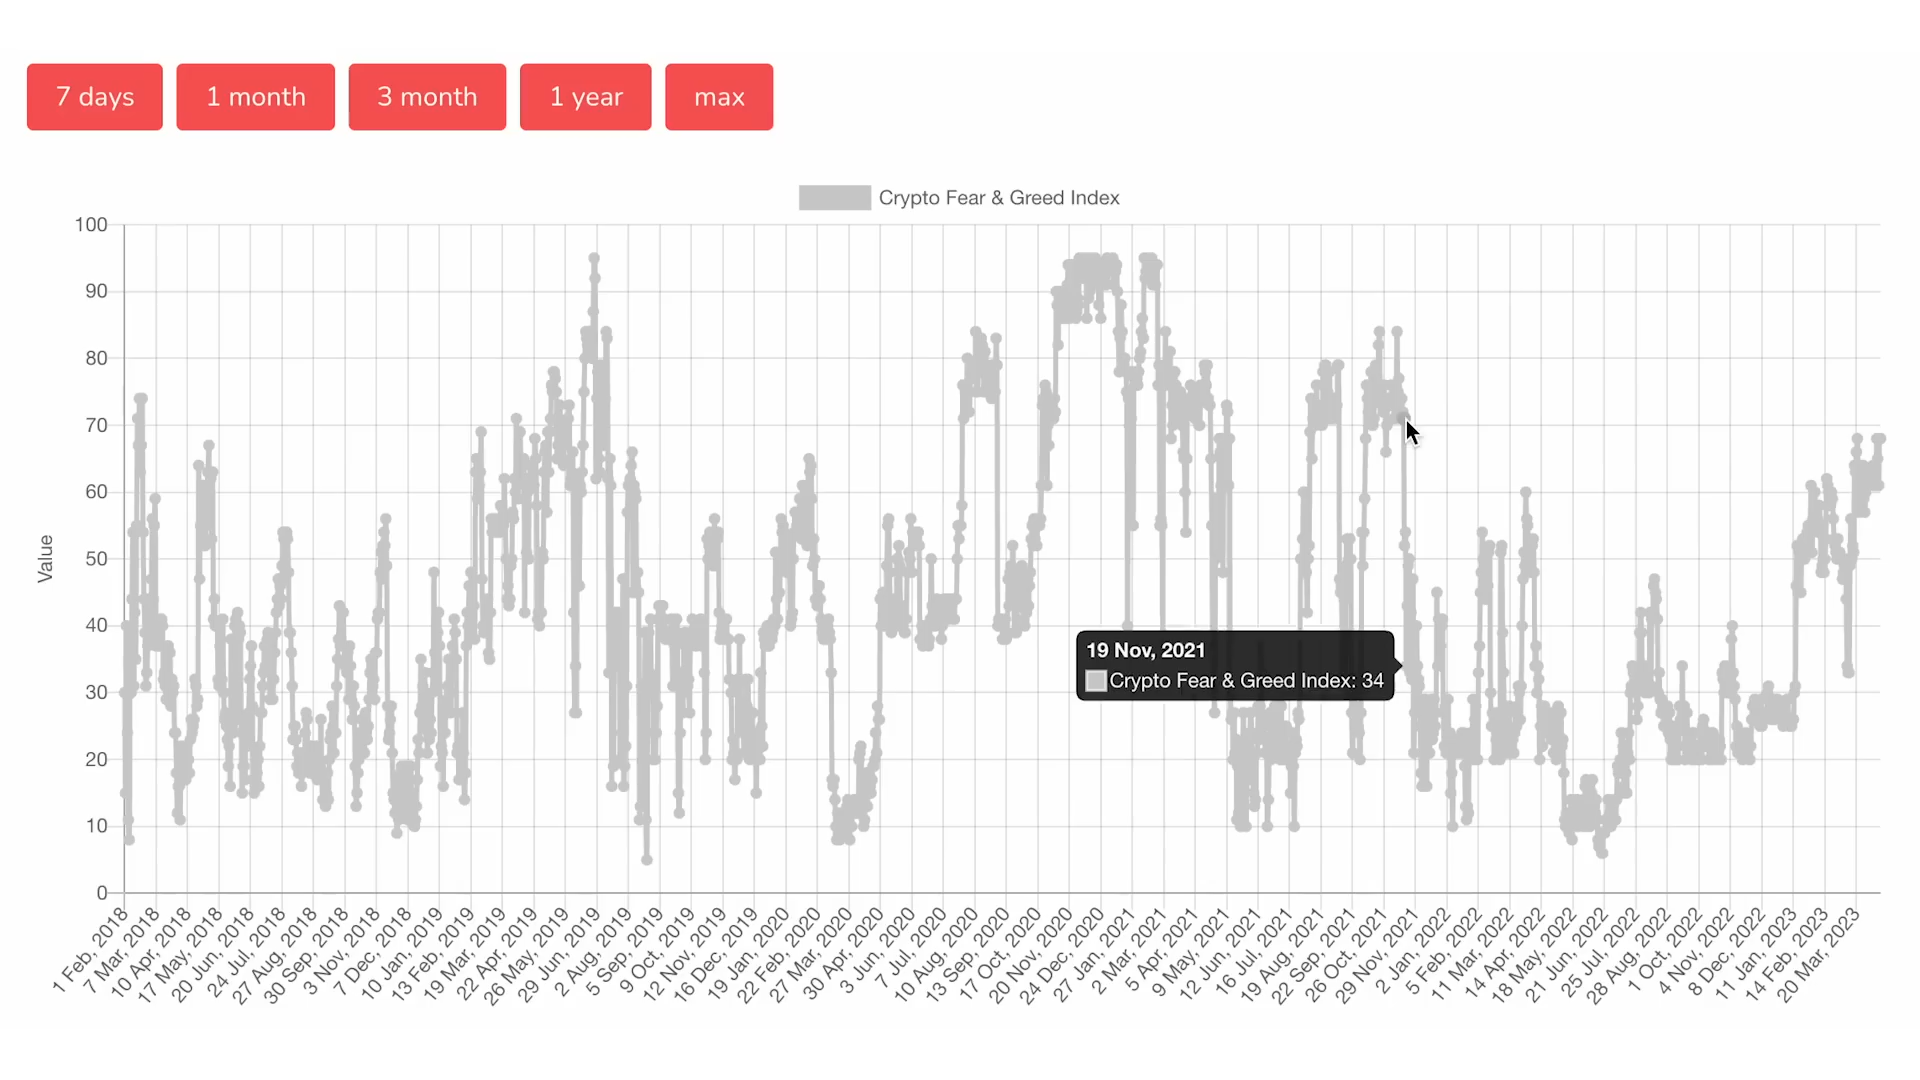 7 days
1 month
3 month
1 year
max
Crypto Fear & Greed Index
100
90
80
70
60
50
40
30
20
10
0
Value
19 Nov, 2021
Crypto Fear & Greed Index: 34
1 Feb, 2018
7 Mar, 2018
10 Apr, 2018
17 May, 2018
20 Jun, 2018
24 Jul, 2018
27 Aug, 2018
30 Sep, 2018
3 Nov, 2018
7 Dec, 2018
10 Jan, 2019
13 Feb, 2019
19 Mar, 2019
22 Apr, 2019
26 May, 2019
29 Jun, 2019
2 Aug, 2019
5 Sep, 2019
9 Oct, 2019
12 Nov, 2019
16 Dec, 2019
19 Jan, 2020
22 Feb, 2020
27 Mar, 2020
30 Apr, 2020
3 Jun, 2020
7 Jul, 2020
10 Aug, 2020
13 Sep, 2020
17 Oct, 2020
20 Nov, 2020
24 Dec, 2020
27 Jan, 2021
2 Mar, 2021
5 Apr, 2021
9 May, 2021
12 Jun, 2021
16 Jul, 2021
19 Aug, 2021
22 Sep, 2021
26 Oct, 2021
29 Nov, 2021
2 Jan, 2022
5 Feb, 2022
11 Mar, 2022
14 Apr, 2022
18 May, 2022
21 Jun, 2022
25 Jul, 2022
28 Aug, 2022
1 Oct, 2022
4 Nov, 2022
8 Dec, 2022
11 Jan, 2023
14 Feb, 2023
20 Mar, 2023